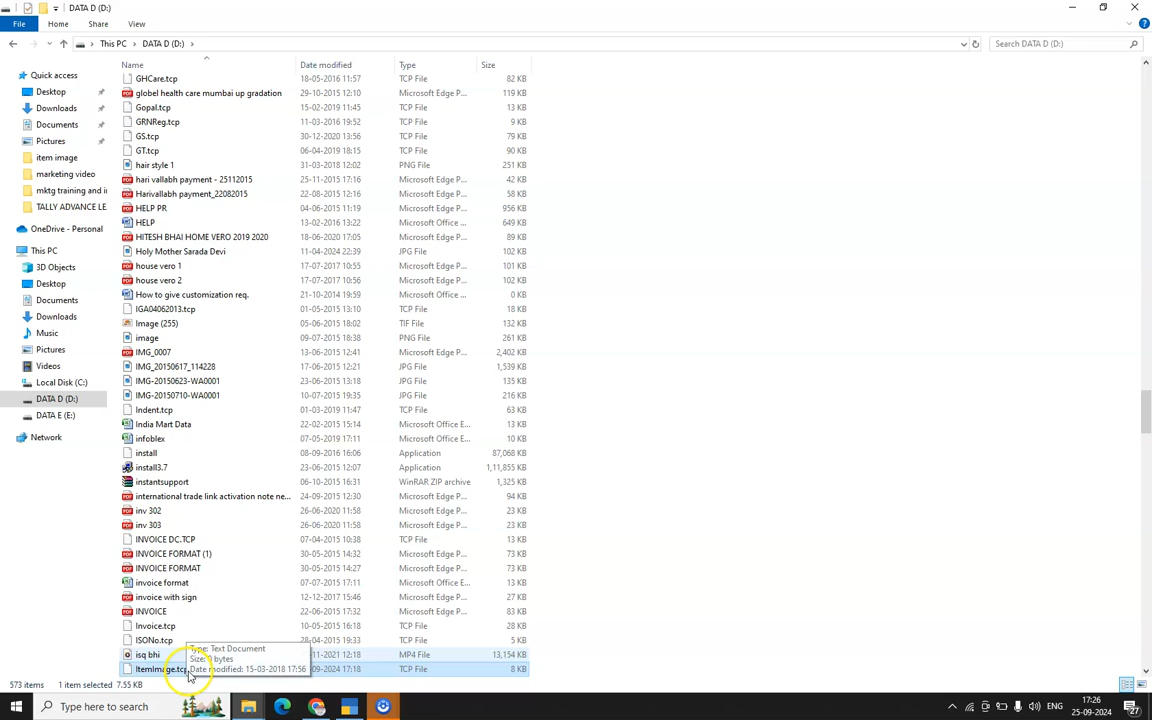 DATA D (D:)
File Home Share View
This PC DATA D (D:) Search DATA D (D:)
Name Date modified Type Size
Quick access
Desktop
Downloads
Documents
Pictures
item image
marketing video
mktg training and ir
TALLY ADVANCE LE
OneDrive - Personal
This PC
3D Objects
Desktop
Documents
Downloads
Music
Pictures
Videos
Local Disk (C:)
DATA D (D:)
DATA E (E:)
Network
GHCare.tcp 18-05-2016 11:57 TCP File 82 KB
globel health care mumbai up gradation 29-10-2015 12:10 Microsoft Edge P... 119 KB
Gopal.tcp 15-02-2019 11:45 TCP File 13 KB
GRNReg.tcp 11-03-2016 19:52 TCP File 9 KB
GS.tcp 30-12-2020 13:56 TCP File 79 KB
GT.tcp 06-04-2019 18:15 TCP File 90 KB
hair style 1 31-03-2018 12:02 PNG File 251 KB
hari vallabh payment - 25112015 25-11-2015 17:16 Microsoft Edge P... 42 KB
Harivallabh payment_22082015 22-08-2015 12:16 Microsoft Edge P... 58 KB
HELP PR 04-06-2015 11:19 Microsoft Edge P... 956 KB
HELP 13-02-2016 13:22 Microsoft Office ... 649 KB
HITESH BHAI HOME VERO 2019 2020 18-06-2020 17:05 Microsoft Edge P... 89 KB
Holy Mother Sarada Devi 11-04-2024 22:39 JPG File 102 KB
house vero 1 17-07-2017 10:55 Microsoft Edge P... 101 KB
house vero 2 17-07-2017 10:56 Microsoft Edge P... 102 KB
How to give customization req. 21-10-2014 19:59 Microsoft Office ... 0 KB
IGA04062013.tcp 01-05-2015 13:10 TCP File 18 KB
Image (255) 05-06-2015 18:02 TIF File 132 KB
image 09-07-2015 18:38 PNG File 261 KB
IMG_0007 13-06-2015 12:41 Microsoft Edge P... 2,402 KB
IMG_20150617_114228 17-06-2015 12:21 JPG File 1,539 KB
IMG-20150623-WA0001 23-06-2015 13:18 JPG File 135 KB
IMG-20150710-WA0001 10-07-2015 19:35 JPG File 216 KB
Indent.tcp 01-03-2019 11:47 TCP File 63 KB
India Mart Data 22-02-2015 15:14 Microsoft Office E... 13 KB
infoblex 07-05-2019 17:11 Microsoft Office E... 10 KB
install 08-09-2016 16:06 Application 87,068 KB
install3.7 23-06-2015 12:07 Application 1,11,855 KB
instantsupport 06-10-2015 16:31 WinRAR ZIP archive 1,325 KB
international trade link activation note ne... 24-09-2015 12:30 Microsoft Edge P... 94 KB
inv 302 26-06-2020 11:58 Microsoft Edge P... 23 KB
inv 303 26-06-2020 11:58 Microsoft Edge P... 23 KB
INVOICE DC.TCP 07-04-2015 10:38 TCP File 13 KB
INVOICE FORMAT (1) 30-05-2015 14:32 Microsoft Edge P... 73 KB
INVOICE FORMAT 30-05-2015 14:27 Microsoft Edge P... 73 KB
invoice format 07-07-2015 17:11 Microsoft Office E... 13 KB
invoice with sign 12-12-2015 17:46 Microsoft Edge P... 27 KB
INVOICE 22-06-2015 17:32 Microsoft Edge P... 83 KB
Invoice.tcp 10-05-2015 15:32 TCP File 10 KB
ISONo.tcp 28-04-2015 19:33 TCP File 5 KB
isq bhi 11-2021 12:18 MP4 File 13,154 KB
ItemImage.tcp 09-2024 17:18 TCP File 8 KB
Type: Text Document
Size: 0 bytes
Date modified: 15-03-2018 17:56
573 items 1 item selected 7.55 KB
Type here to search
ENG
17:26
25-09-2024
27